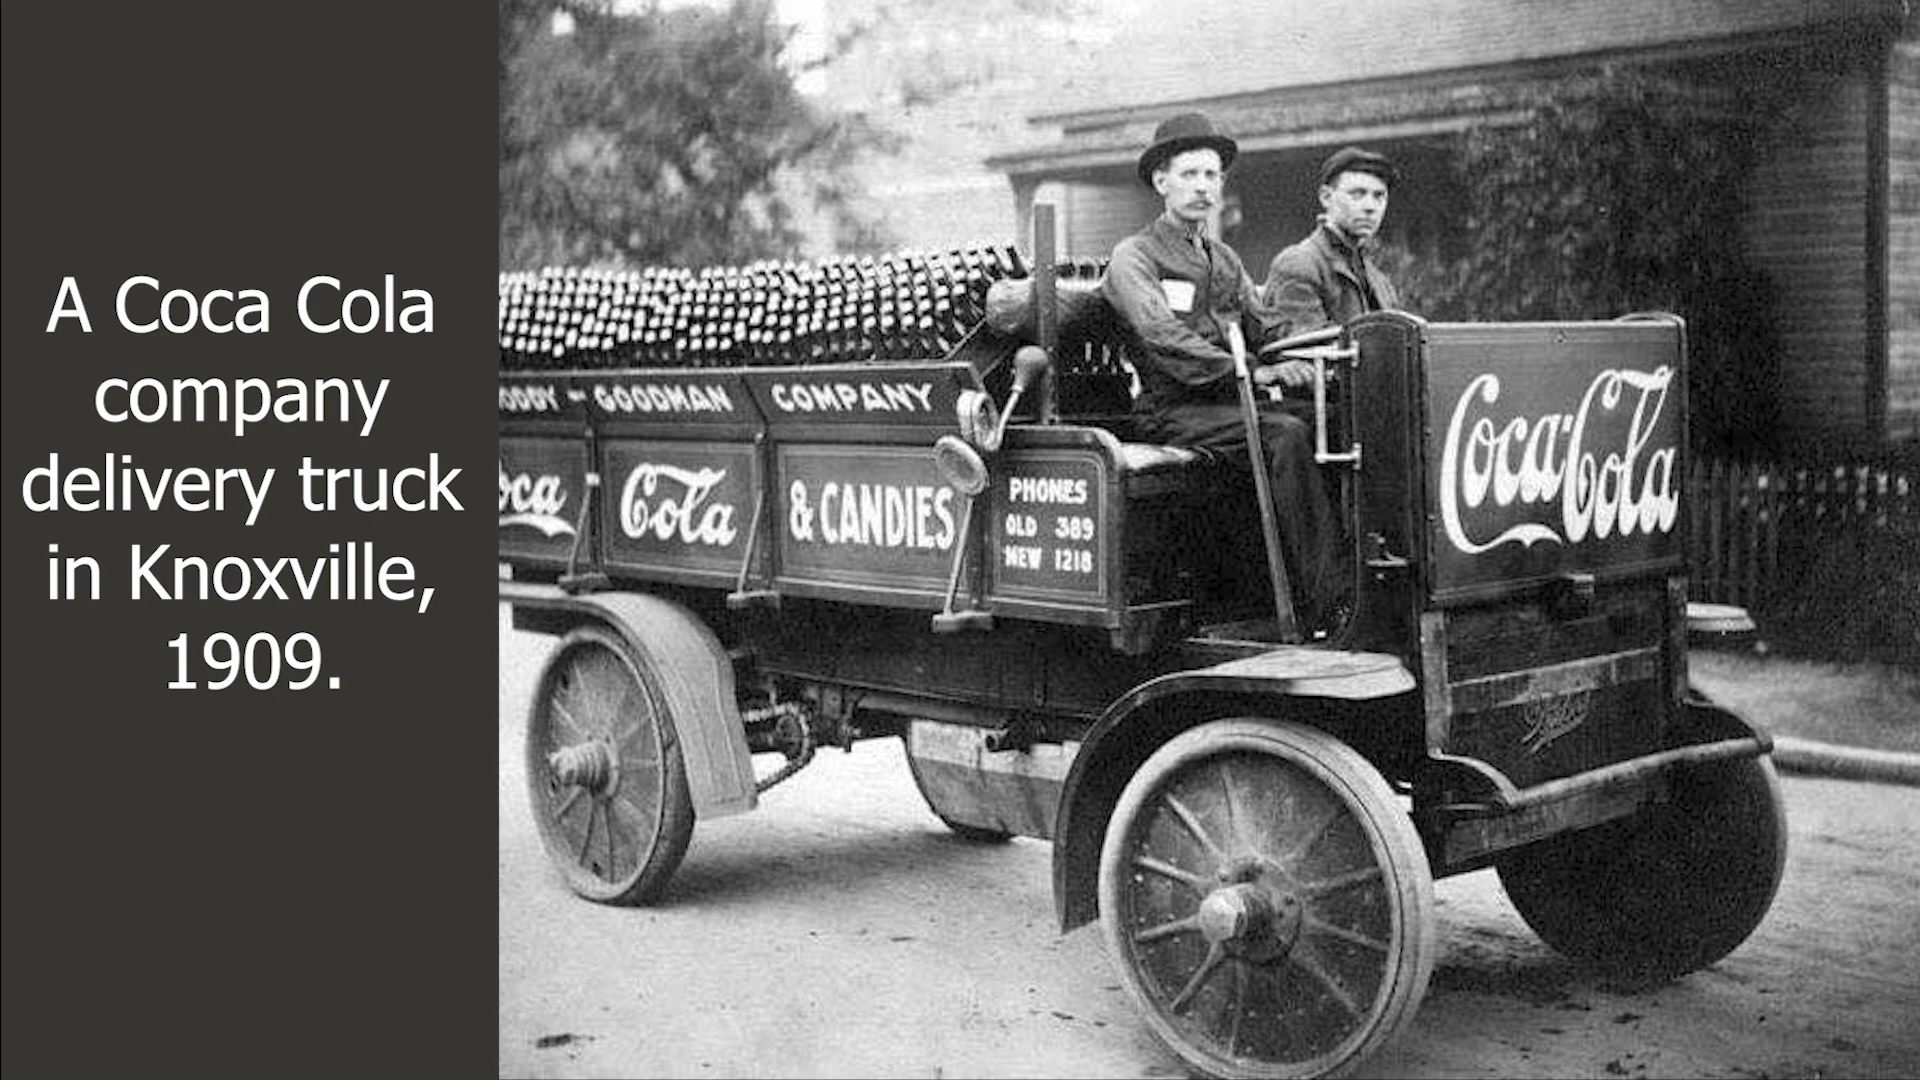 A Coca Cola
company
delivery truck
in Knoxville,
1909.
GOODMAN COMPANY
Coca Cola & CANDIES
PHONES
OLD 389
NEW 1218
Coca-Cola